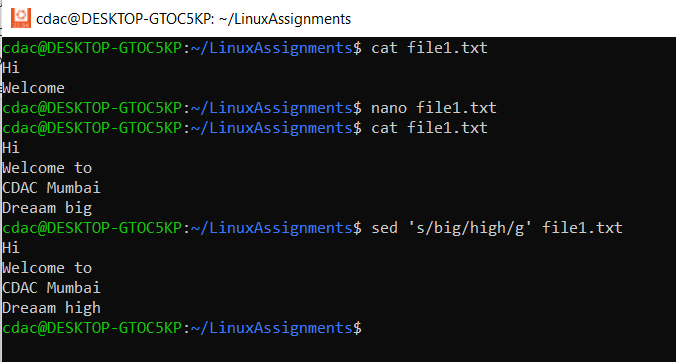 cdac@DESKTOP-GTOC5KP: ~/LinuxAssignments
cdac@DESKTOP-GTOC5KP:~/LinuxAssignments$ cat file1.txt
Hi
Welcome
cdac@DESKTOP-GTOC5KP:~/LinuxAssignments$ nano file1.txt
cdac@DESKTOP-GTOC5KP:~/LinuxAssignments$ cat file1.txt
Hi
Welcome to
CDAC Mumbai
Dreaam big
cdac@DESKTOP-GTOC5KP:~/LinuxAssignments$ sed 's/big/high/g' file1.txt
Hi
Welcome to
CDAC Mumbai
Dreaam high
cdac@DESKTOP-GTOC5KP:~/LinuxAssignments$